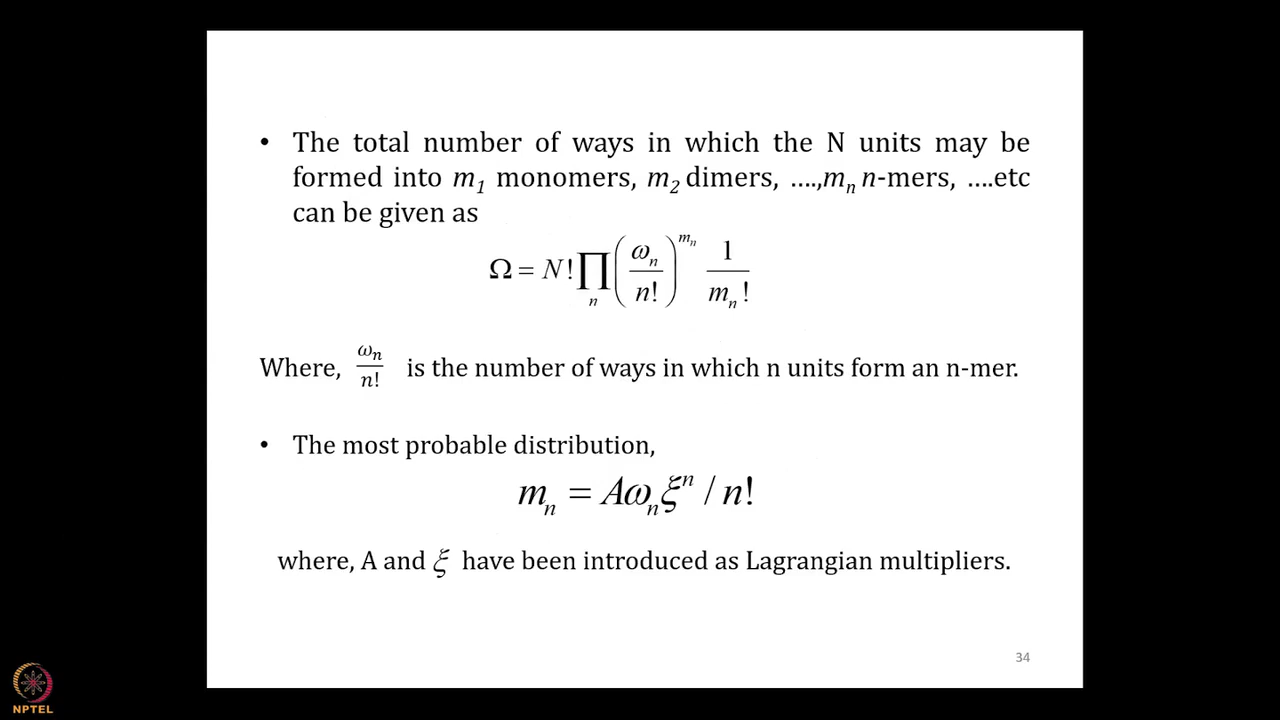 • The total number of ways in which the N units may be
formed into m₁ monomers, m₂ dimers, ….,mₙ n-mers, ….etc
can be given as
Ω = N! ∏ₙ (ωₙ / n!)^mₙ 1 / mₙ!
Where, ωₙ / n! is the number of ways in which n units form an n-mer.
• The most probable distribution,
mₙ = Aωₙξⁿ / n!
where, A and ξ have been introduced as Lagrangian multipliers.
34
NPTEL